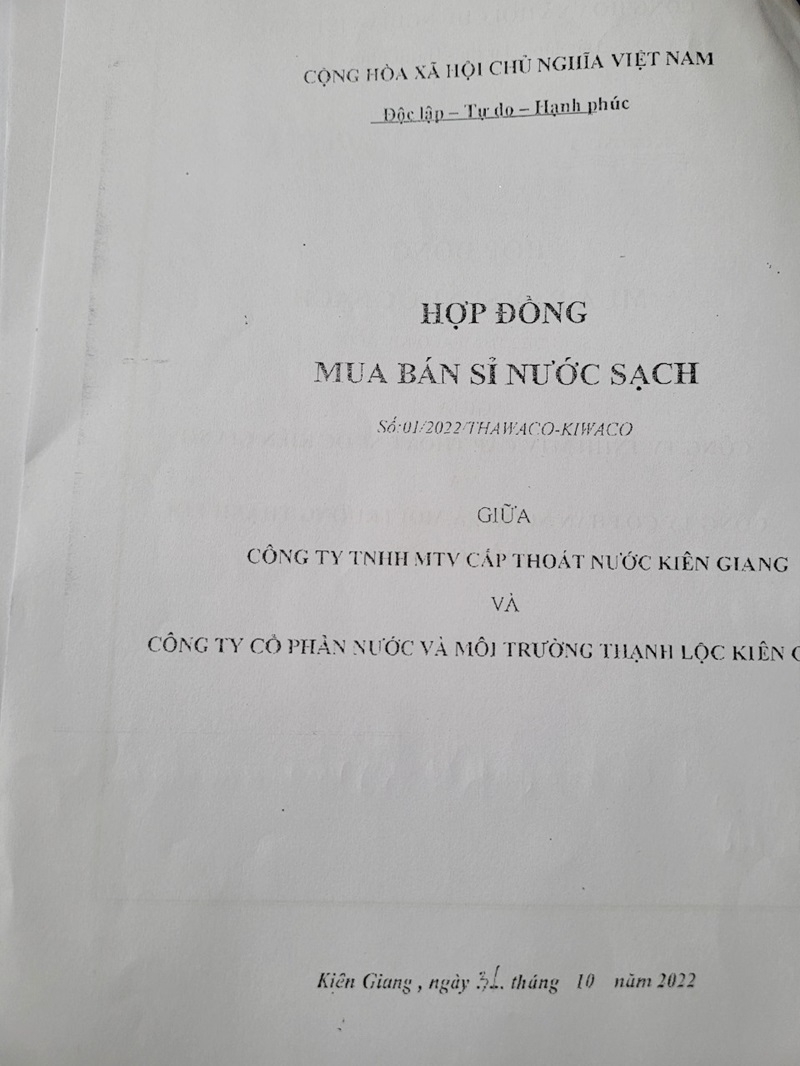 CỘNG HÒA XÃ HỘI CHỦ NGHĨA VIỆT NAM
Độc lập – Tự do – Hạnh phúc
HỢP ĐỒNG
MUA BÁN SỈ NƯỚC SẠCH
Số:01/2022/THAWACO-KIWACO
GIỮA
CÔNG TY TNHH MTV CẤP THOÁT NƯỚC KIÊN GIANG
VÀ
CÔNG TY CỔ PHẦN NƯỚC VÀ MÔI TRƯỜNG THẠNH LỘC KIÊN
Kiên Giang , ngày 31. tháng 10 năm 2022